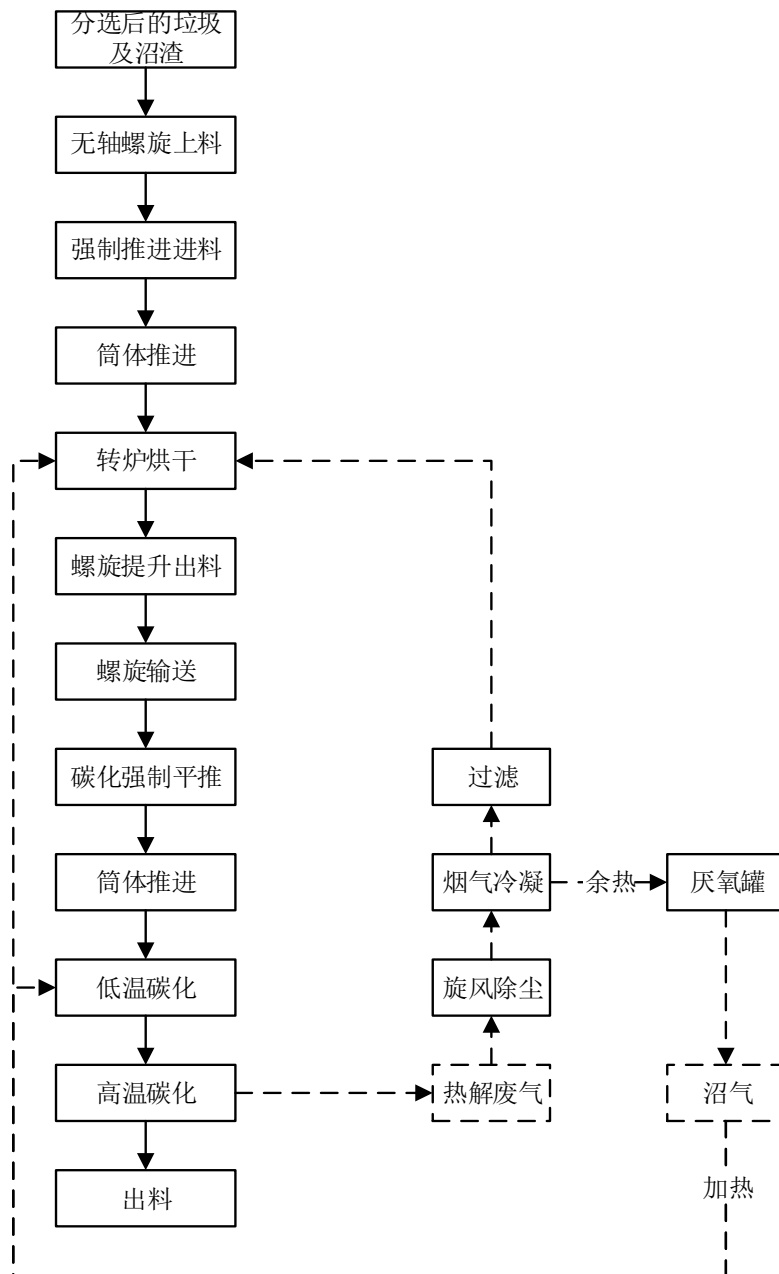 分选后的垃圾
及沼渣
无轴螺旋上料
强制推进进料
筒体推进
转炉烘干
螺旋提升出料
螺旋输送
碳化强制平推
过滤
筒体推进
烟气冷凝
余热
厌氧罐
低温碳化
旋风除尘
高温碳化
热解废气
沼气
出料
加热